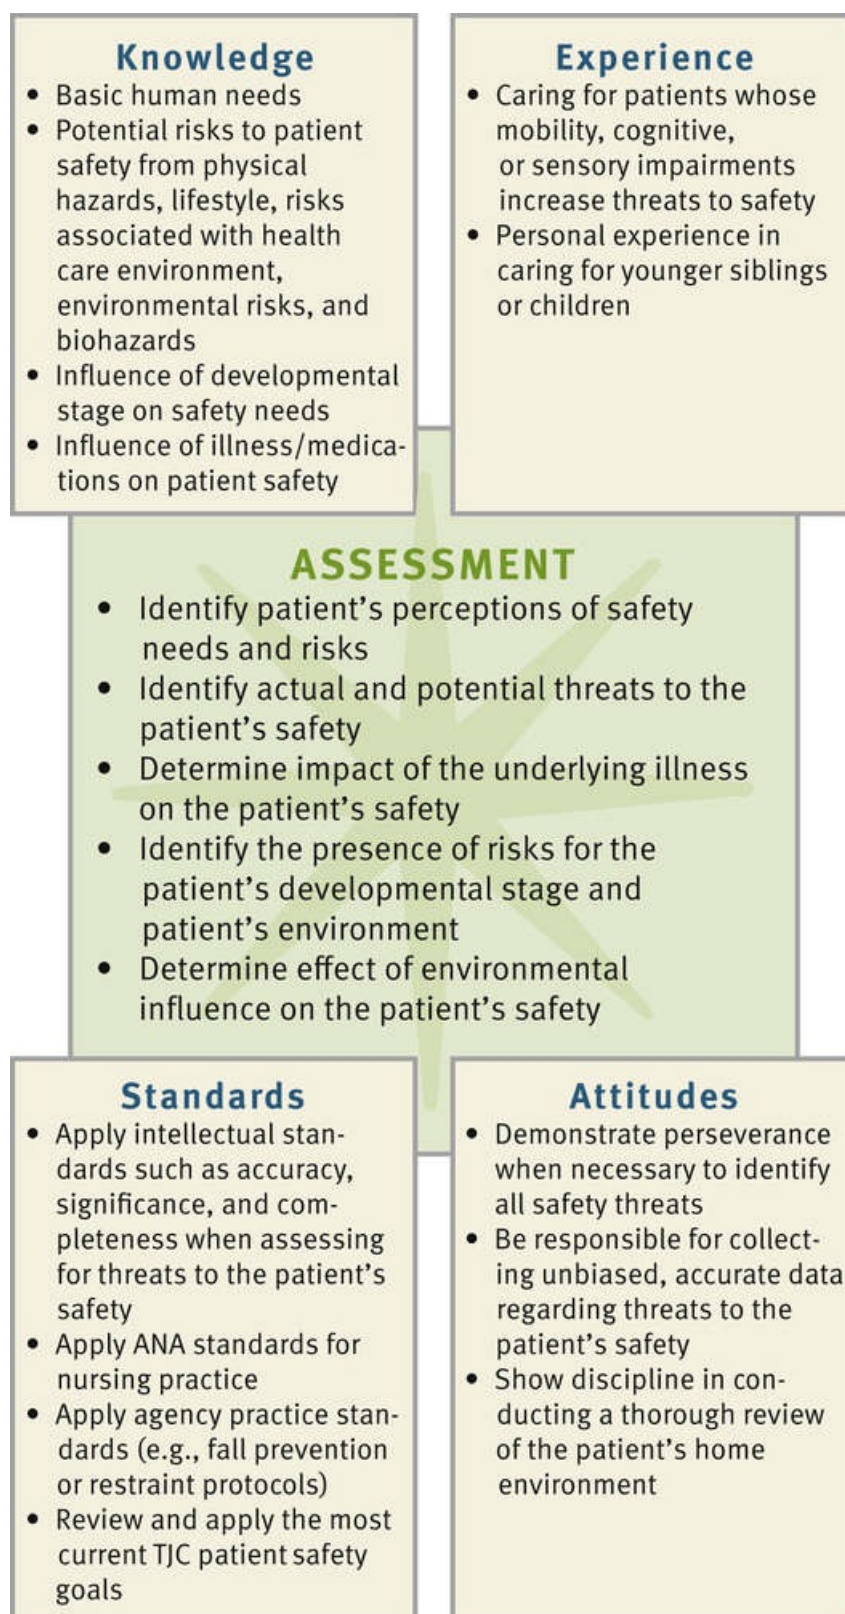 Knowledge
• Basic human needs
• Potential risks to patient
safety from physical
hazards, lifestyle, risks
associated with health
care environment,
environmental risks, and
biohazards
• Influence of developmental
stage on safety needs
• Influence of illness/medica-
tions on patient safety
Experience
• Caring for patients whose
mobility, cognitive,
or sensory impairments
increase threats to safety
• Personal experience in
caring for younger siblings
or children
ASSESSMENT
• Identify patient’s perceptions of safety
needs and risks
• Identify actual and potential threats to the
patient’s safety
• Determine impact of the underlying illness
on the patient’s safety
• Identify the presence of risks for the
patient’s developmental stage and
patient’s environment
• Determine effect of environmental
influence on the patient’s safety
Standards
• Apply intellectual stan-
dards such as accuracy,
significance, and com-
pleteness when assessing
for threats to the patient’s
safety
• Apply ANA standards for
nursing practice
• Apply agency practice stan-
dards (e.g., fall prevention
or restraint protocols)
• Review and apply the most
current TJC patient safety
goals
Attitudes
• Demonstrate perseverance
when necessary to identify
all safety threats
• Be responsible for collect-
ing unbiased, accurate data
regarding threats to the
patient’s safety
• Show discipline in con-
ducting a thorough review
of the patient’s home
environment